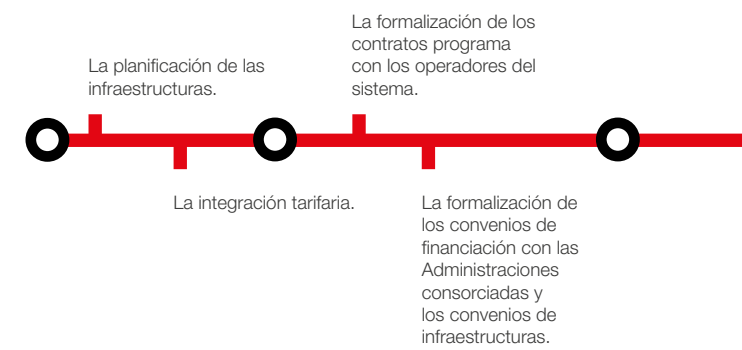 La planificación de las
infraestructuras.
La integración tarifaria.
La formalización de los
contratos programa
con los operadores del
sistema.
La formalización de
los convenios de
financiación con las
Administraciones
consorciadas y
los convenios de
infraestructuras.